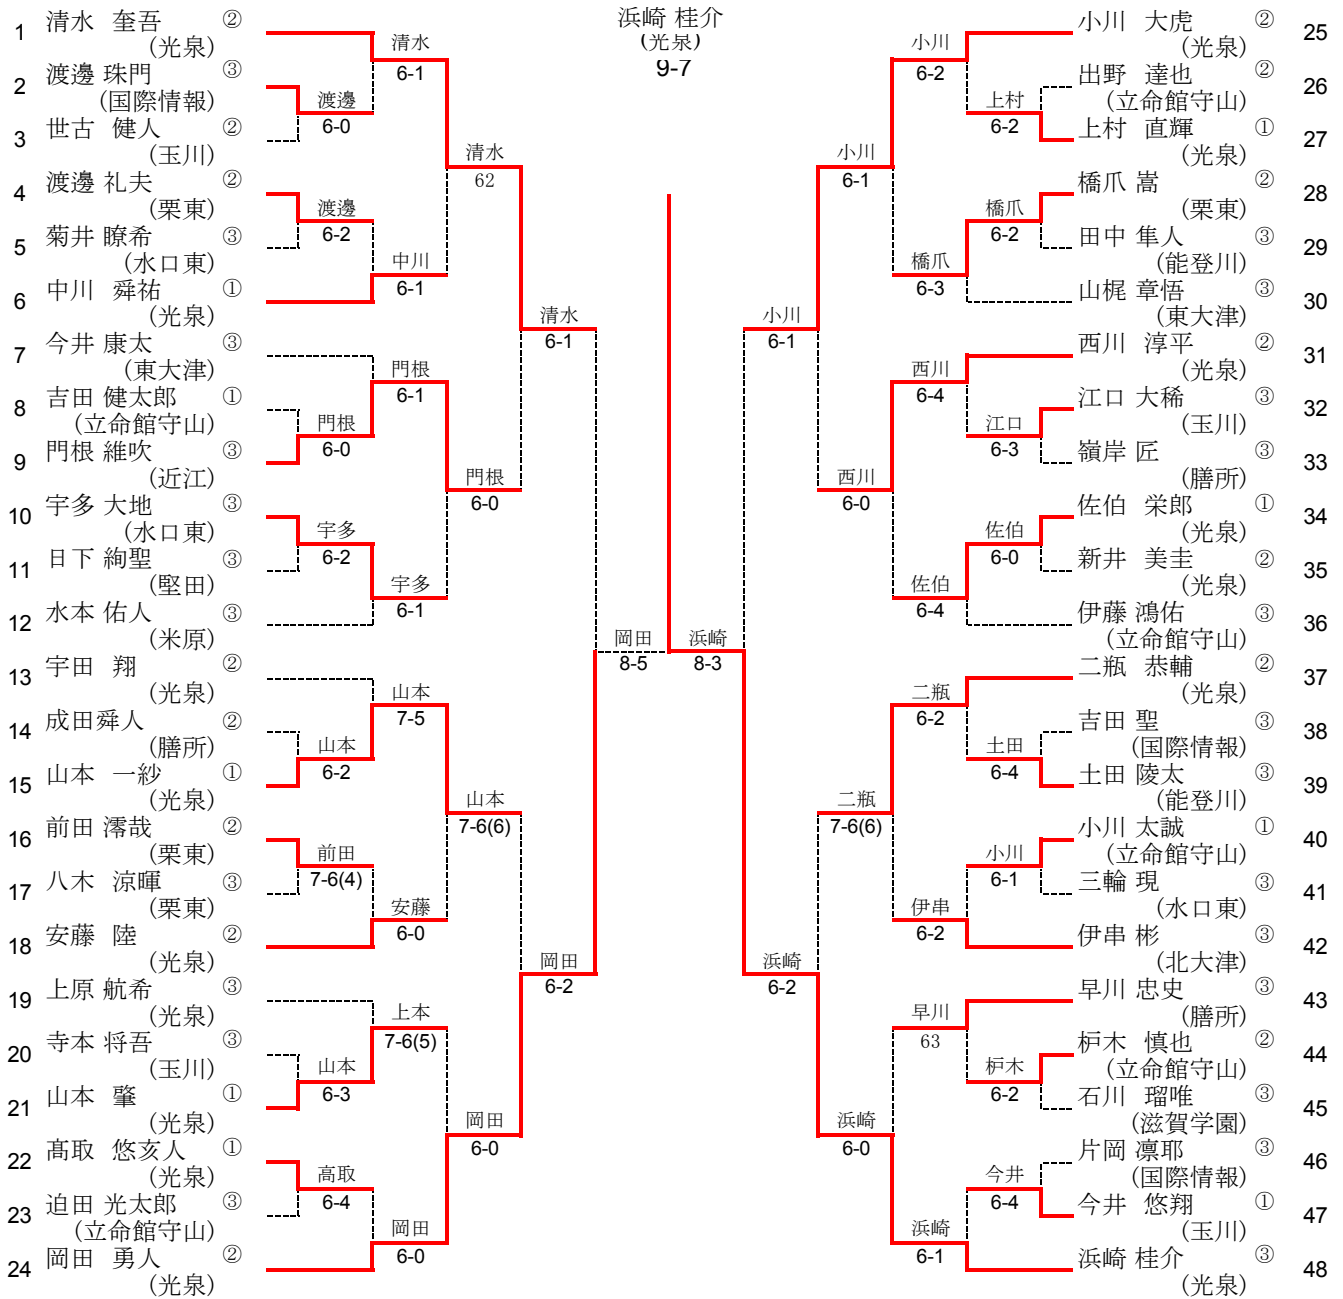 浜崎 桂介
(光泉)
9-7
1 清水 奎吾 ②
(光泉)
2 渡邊 珠門 ③
(国際情報)
3 世古 健人 ②
(玉川)
4 渡邊 礼夫 ②
(栗東)
5 菊井 瞭希 ③
(水口東)
6 中川 舜祐 ①
(光泉)
7 今井 康太 ③
(東大津)
8 吉田 健太郎 ①
(立命館守山)
9 門根 維吹 ③
(近江)
10 宇多 大地 ③
(水口東)
11 日下 絢聖 ③
(堅田)
12 水本 佑人 ③
(米原)
13 宇田 翔 ②
(光泉)
14 成田舜人 ②
(膳所)
15 山本 一紗 ①
(光泉)
16 前田 澪哉 ②
(栗東)
17 八木 涼暉 ③
(栗東)
18 安藤 陸 ②
(光泉)
19 上原 航希 ③
(光泉)
20 寺本 将吾 ③
(玉川)
21 山本 肇 ①
(光泉)
22 髙取 悠亥人 ①
(光泉)
23 迫田 光太郎 ③
(立命館守山)
24 岡田 勇人 ②
(光泉)
渡邊
6-0
渡邊
6-2
門根
6-0
宇多
6-2
山本
6-2
前田
7-6(4)
山本
6-3
高取
6-4
清水
6-1
中川
6-1
門根
6-1
宇多
6-1
山本
7-5
安藤
6-0
上本
7-6(5)
岡田
6-0
清水
62
門根
6-0
山本
7-6(6)
岡田
6-0
清水
6-1
岡田
6-2
岡田
8-5
浜崎
8-3
小川
6-1
浜崎
6-2
小川
6-1
西川
6-0
二瓶
7-6(6)
浜崎
6-0
小川
6-2
橋爪
6-3
西川
6-4
佐伯
6-4
二瓶
6-2
伊串
6-2
早川
63
浜崎
6-1
上村
6-2
橋爪
6-2
江口
6-3
佐伯
6-0
土田
6-4
小川
6-1
枦木
6-2
今井
6-4
小川 大虎 ② 25
(光泉)
出野 達也 ② 26
(立命館守山)
上村 直輝 ① 27
(光泉)
橋爪 嵩 ② 28
(栗東)
田中 隼人 ③ 29
(能登川)
山梶 章悟 ③ 30
(東大津)
西川 淳平 ② 31
(光泉)
江口 大稀 ③ 32
(玉川)
嶺岸 匠 ③ 33
(膳所)
佐伯 栄郎 ① 34
(光泉)
新井 美圭 ② 35
(光泉)
伊藤 鴻佑 ③ 36
(立命館守山)
二瓶 恭輔 ② 37
(光泉)
吉田 聖 ③ 38
(国際情報)
土田 陵太 ③ 39
(能登川)
小川 太誠 ① 40
(立命館守山)
三輪 現 ③ 41
(水口東)
伊串 彬 ③ 42
(北大津)
早川 忠史 ③ 43
(膳所)
枦木 慎也 ② 44
(立命館守山)
石川 瑠唯 ③ 45
(滋賀学園)
片岡 凛耶 ③ 46
(国際情報)
今井 悠翔 ① 47
(玉川)
浜崎 桂介 ③ 48
(光泉)